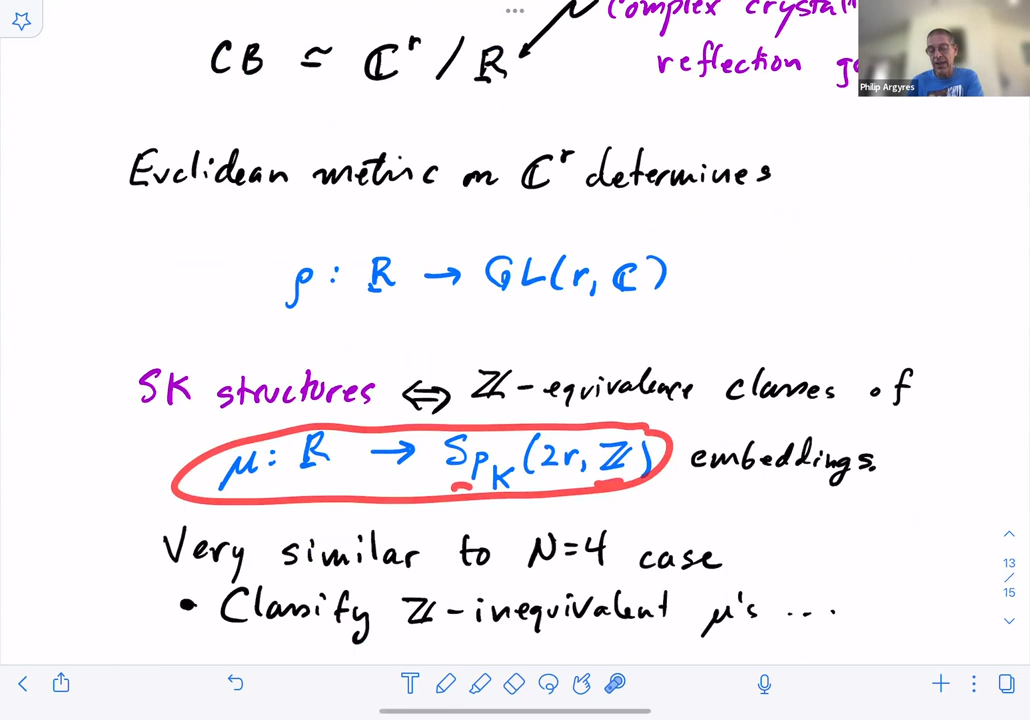 complex crystal
CB ≃ ℂʳ / R
reflection
Philip Argyres
Euclidean metric on ℂʳ determines
ρ : R → GL(r, ℂ)
SK structures ⇔ ℤ-equivalence classes of
μ : R → Sp_K(2r, ℤ) embeddings.
Very similar to N=4 case
• Classify ℤ-inequivalent μ's ...
13
/
15
T